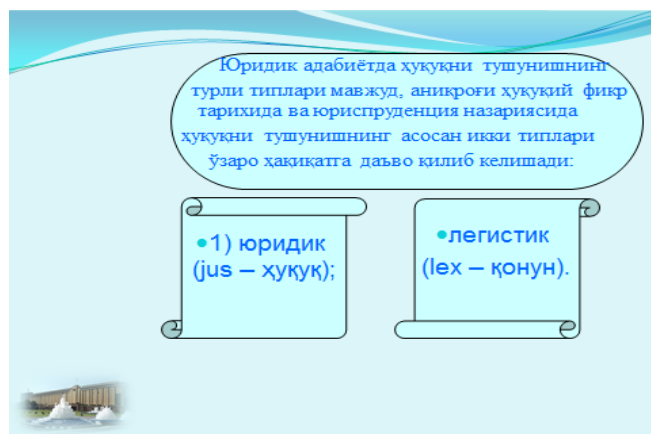 Юридик адабиётда ҳуқуқни тушунишнинг
турли типлари мавжуд, аниқроғи ҳуқуқий фикр
тарихида ва юриспруденция назариясида
ҳуқуқни тушунишнинг асосан икки типлари
ўзаро ҳақиқатга даъво қилиб келишади:
•1) юридик
(jus – ҳуқуқ);
•легистик
(lex – қонун).